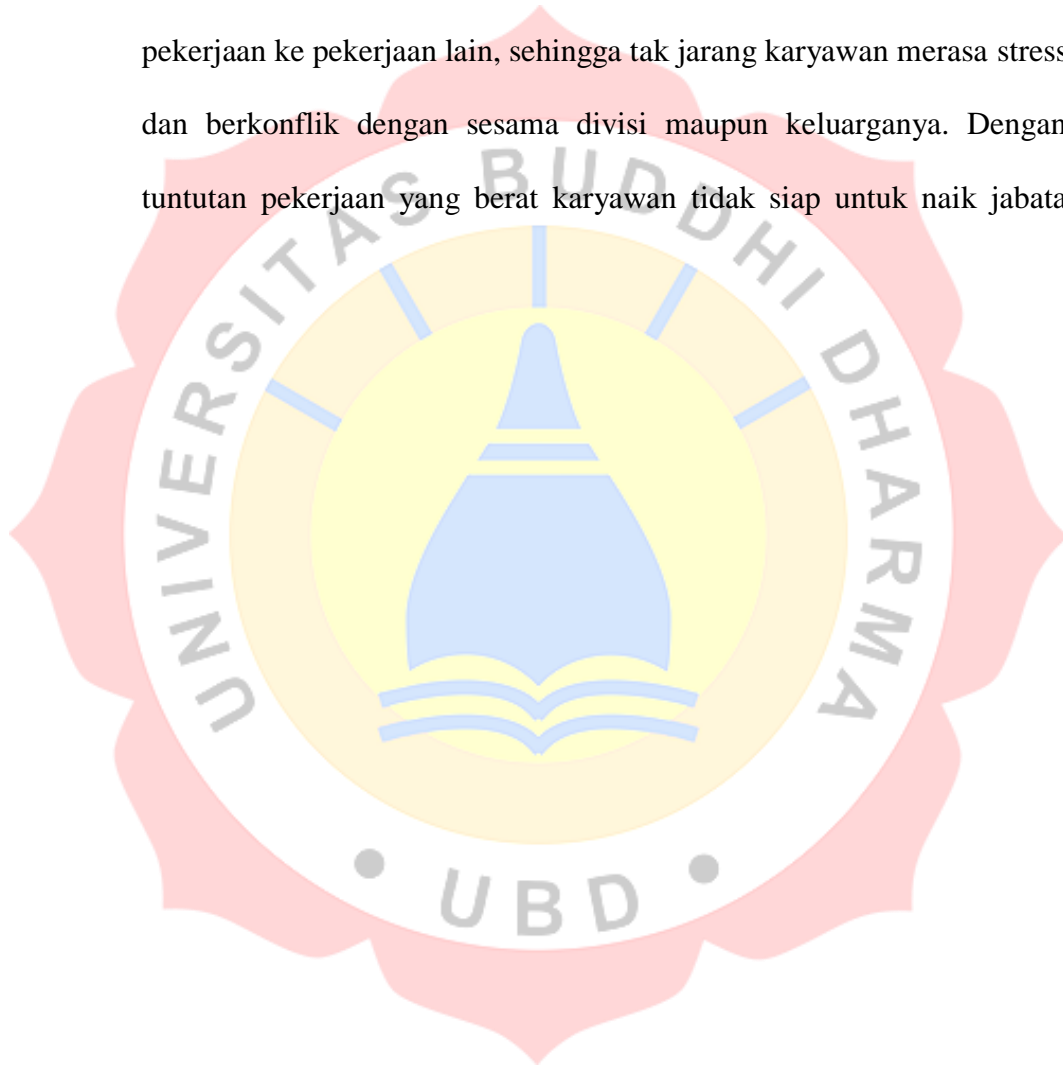 pekerjaan ke pekerjaan lain, sehingga tak jarang karyawan merasa stress
dan berkonflik dengan sesama divisi maupun keluarganya. Dengan
tuntutan pekerjaan yang berat karyawan tidak siap untuk naik jabata
UNIVERSITAS BUDDHI DHARMA
• UBD •